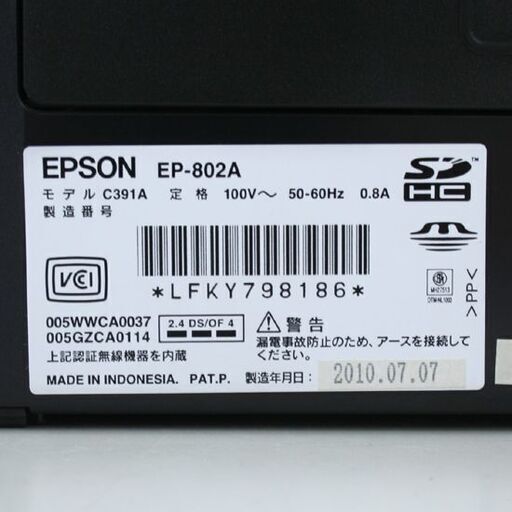 EPSON EP-802A
モデル C391A 定格 100V～ 50-60Hz 0.8A
製造番号
SD HC™
*LFKY798186*
VCI
>PP<
005WWCA0037
005GZCA0114
2.4 DS/OF 4
上記認証無線機器を内蔵
警告
漏電事故防止のため、アースを接続してください。
MADE IN INDONESIA. PAT.P. 製造年月日: 2010.07.07